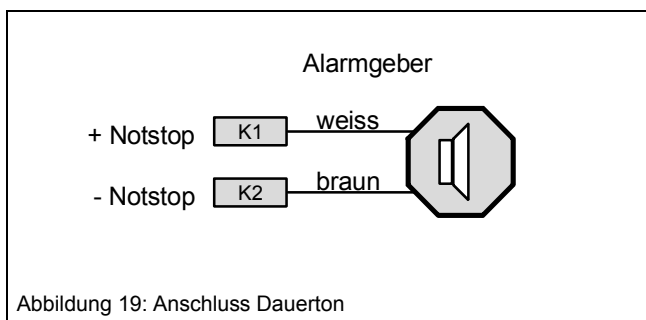 Alarmgeber
+ Notstop K1 weiss
- Notstop K2 braun
Abbildung 19: Anschluss Dauerton